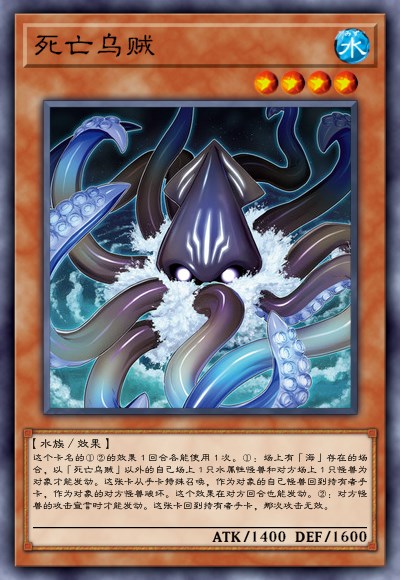 死亡乌贼
水
【水族／效果】
这个卡名的①②的效果1回合各能使用1次。①：场上有「海」存在的场
合，以「死亡乌贼」以外的自己场上1只水属性怪兽和对方场上1只怪兽为
对象才能发动。这张卡从手卡特殊召唤，作为对象的自己怪兽回到持有者手
卡，作为对象的对方怪兽破坏。这个效果在对方回合也能发动。②：对方怪
兽的攻击宣言时才能发动。这张卡回到持有者手卡，那次攻击无效。
ATK/1400 DEF/1600